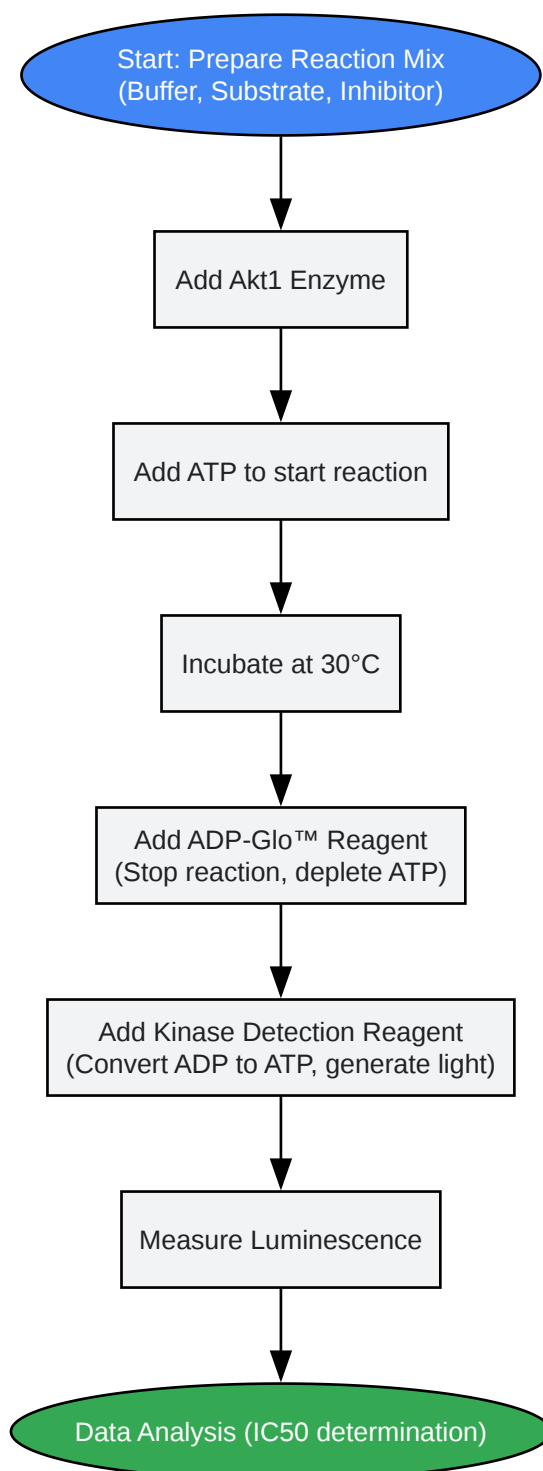 Start: Prepare Reaction Mix
(Buffer, Substrate, Inhibitor)
Add Akt1 Enzyme
Add ATP to start reaction
Incubate at 30°C
Add ADP-Glo™ Reagent
(Stop reaction, deplete ATP)
Add Kinase Detection Reagent
(Convert ADP to ATP, generate light)
Measure Luminescence
Data Analysis (IC50 determination)